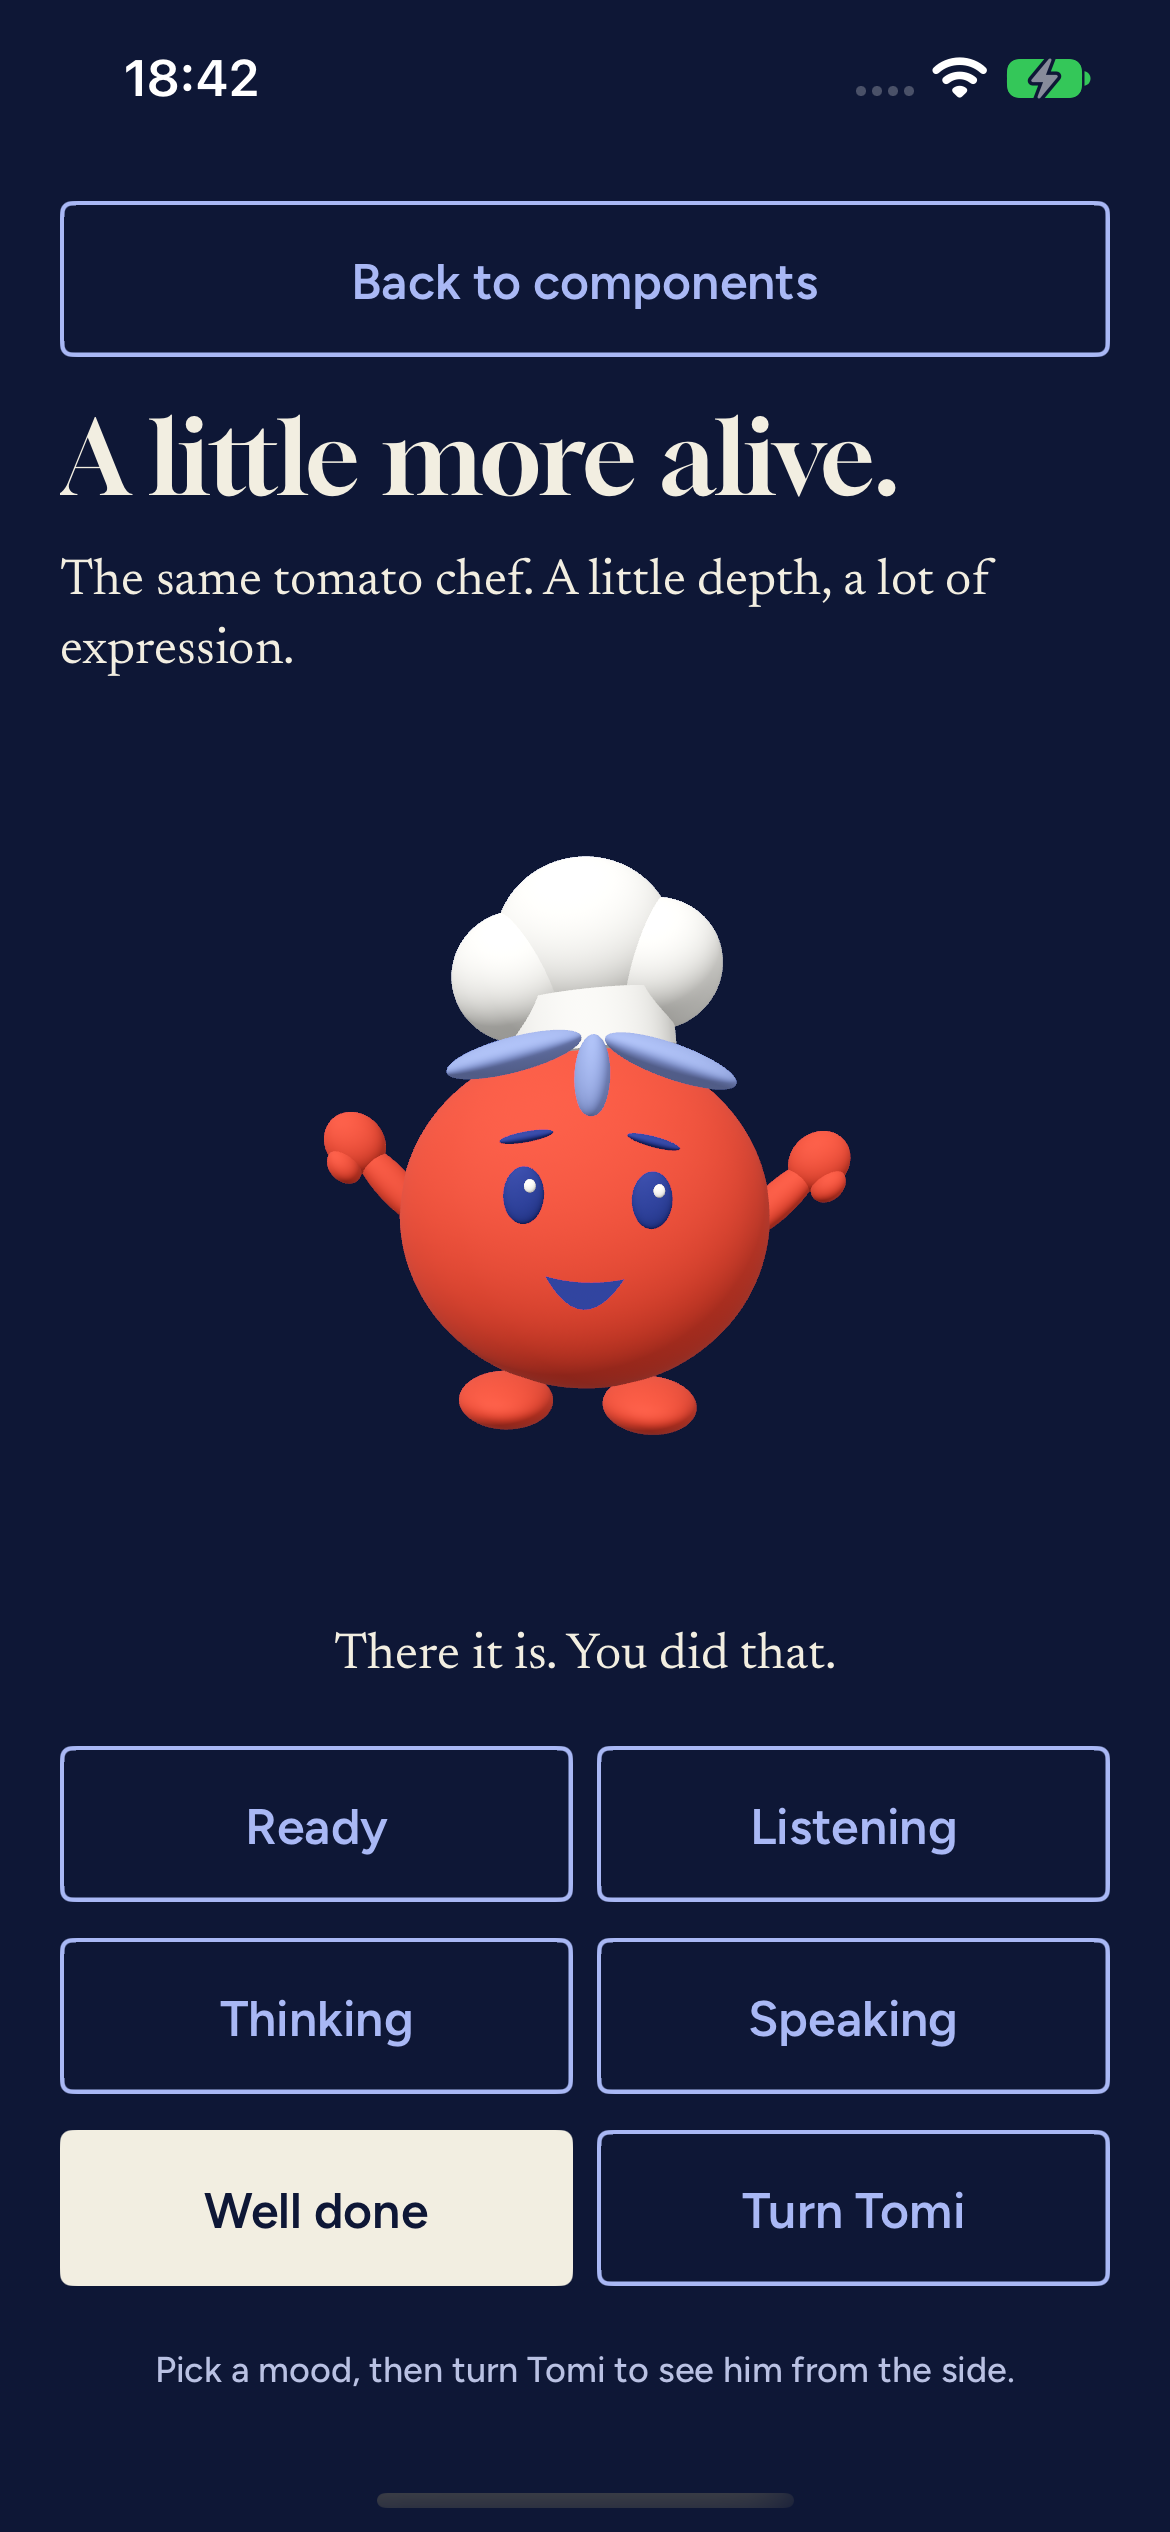 18:42
Back to components
A little more alive.
The same tomato chef. A little depth, a lot of
expression.
There it is. You did that.
Ready
Listening
Thinking
Speaking
Well done
Turn Tomi
Pick a mood, then turn Tomi to see him from the side.